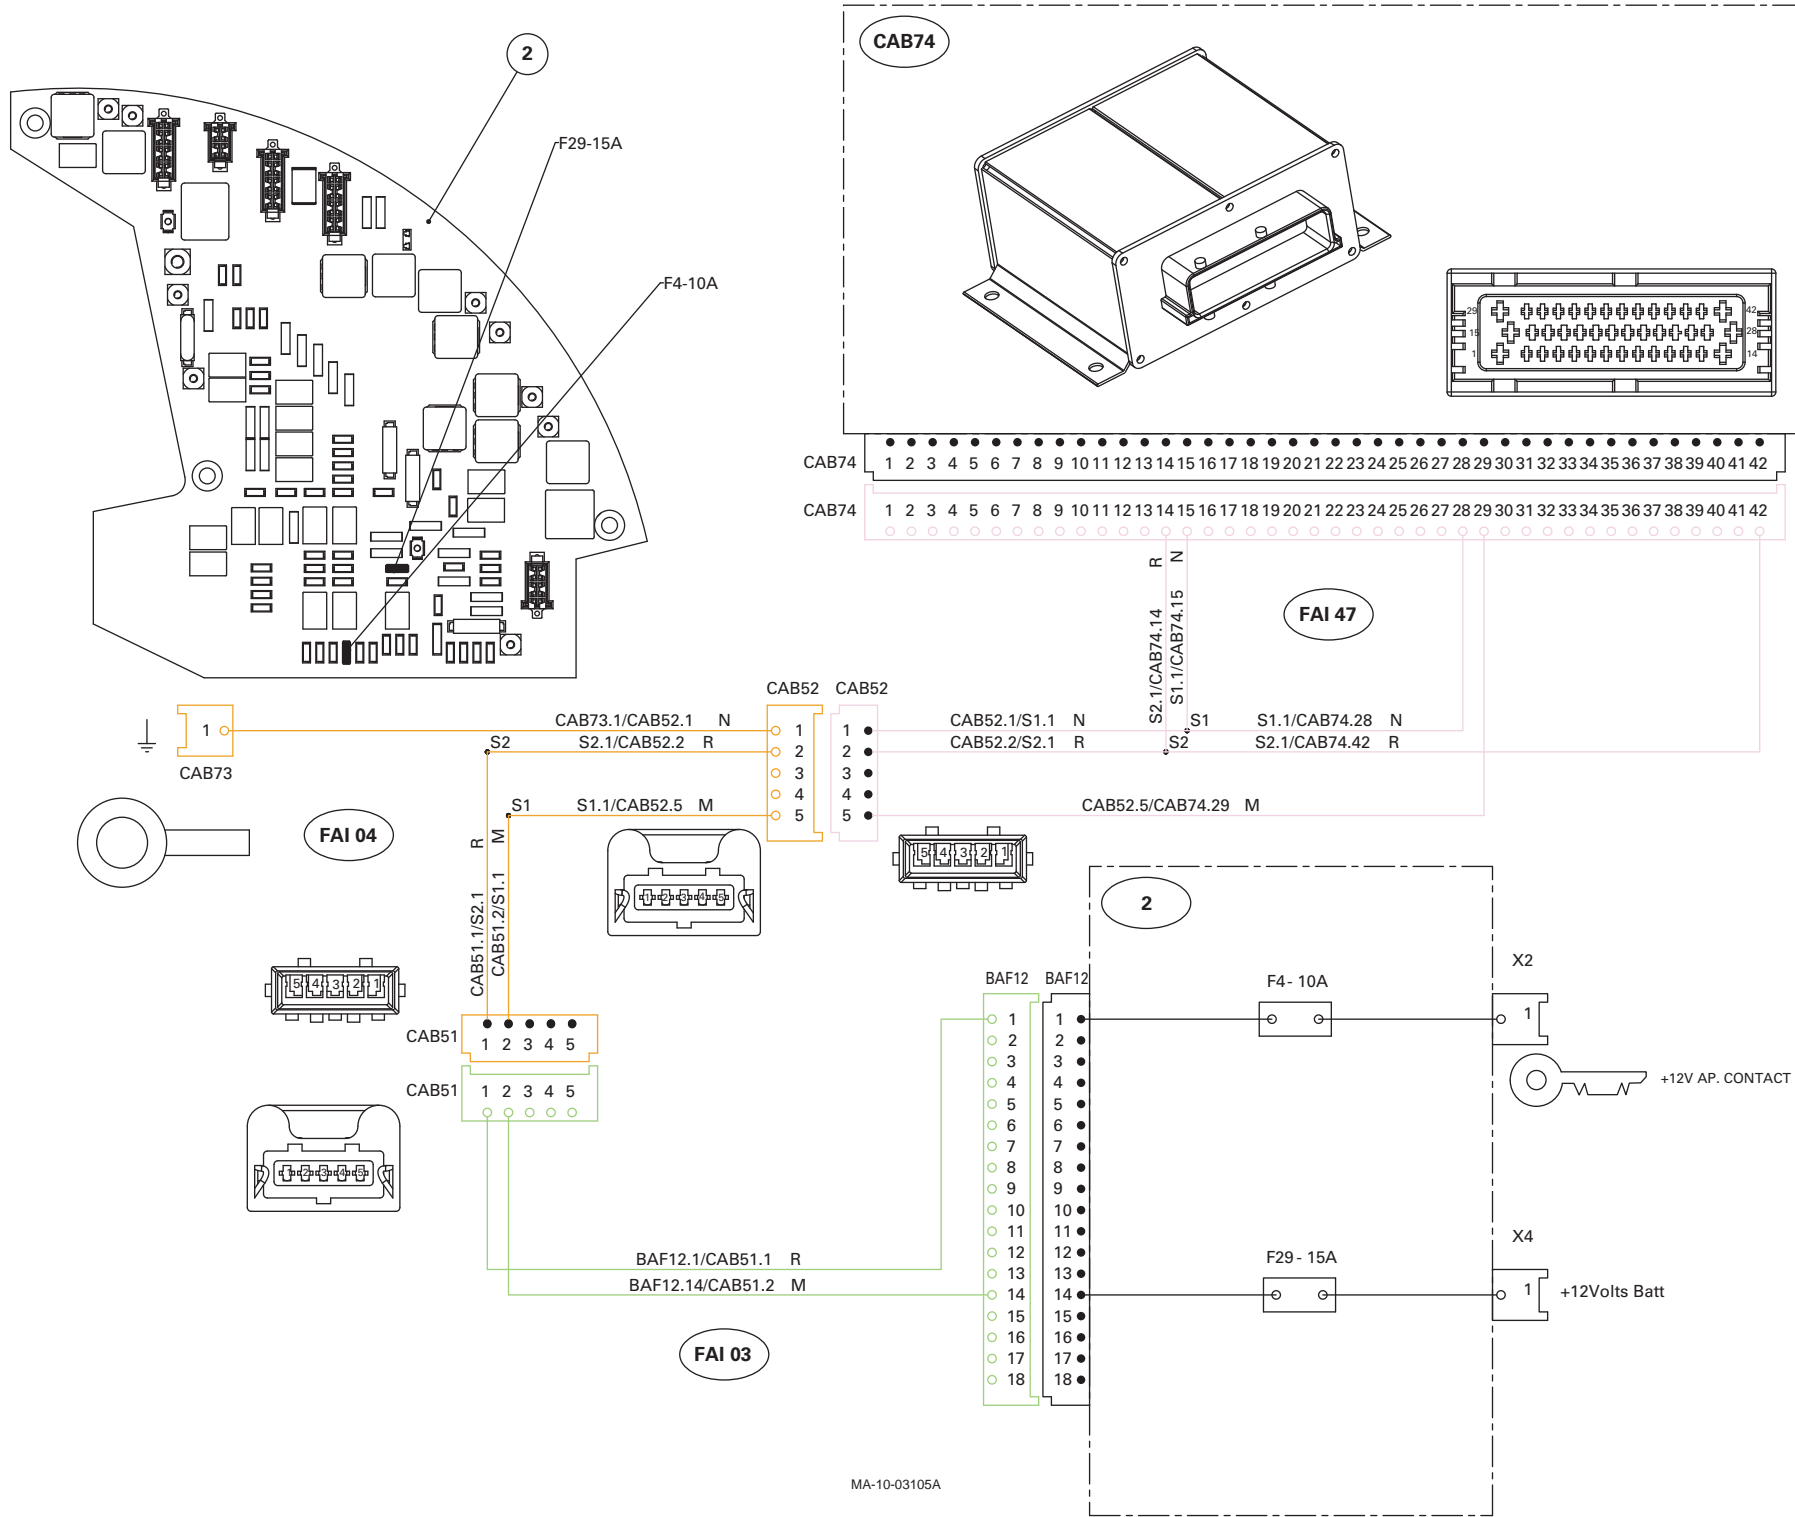 2
CAB74
F29-15A
F4-10A
29 42
15 28
1 14
CAB74 1 2 3 4 5 6 7 8 9 10 11 12 13 14 15 16 17 18 19 20 21 22 23 24 25 26 27 28 29 30 31 32 33 34 35 36 37 38 39 40 41 42
CAB74 1 2 3 4 5 6 7 8 9 10 11 12 13 14 15 16 17 18 19 20 21 22 23 24 25 26 27 28 29 30 31 32 33 34 35 36 37 38 39 40 41 42
S2.1/CAB74.14 R
S1.1/CAB74.15 N
FAI 47
CAB52 CAB52
1
CAB73
CAB73.1/CAB52.1 N
S2
S2.1/CAB52.2 R
S1
S1.1/CAB52.5 M
1
2
3
4
5
1
2
3
4
5
CAB52.1/S1.1 N
S1
S1.1/CAB74.28 N
CAB52.2/S2.1 R
S2
S2.1/CAB74.42 R
CAB52.5/CAB74.29 M
FAI 04
CAB51.1/S2.1 R
CAB51.2/S1.1 M
5 4 3 2 1
1 2 3 4 5
5 4 3 2 1
CAB51
1 2 3 4 5
CAB51 1 2 3 4 5
1 2 3 4 5
BAF12.1/CAB51.1 R
BAF12.14/CAB51.2 M
FAI 03
2
BAF12 BAF12
1 1
2 2
3 3
4 4
5 5
6 6
7 7
8 8
9 9
10 10
11 11
12 12
13 13
14 14
15 15
16 16
17 17
18 18
F4- 10A
X2
1
+12V AP. CONTACT
F29 - 15A
X4
1
+12Volts Batt
MA-10-03105A